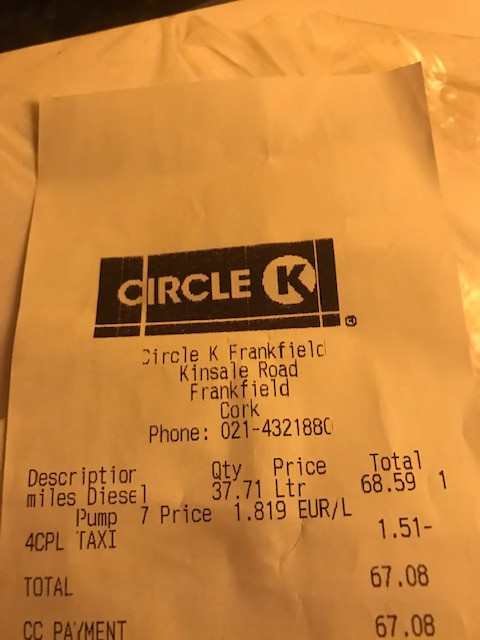 CIRCLE K
®
Circle K Frankfield
Kinsale Road
Frankfield
Cork
Phone: 021-4321880
Description Qty Price Total
miles Diesel 37.71 Ltr 68.59 1
Pump 7 Price 1.819 EUR/L
4CPL TAXI 1.51-
TOTAL 67.08
CC PAYMENT 67.08